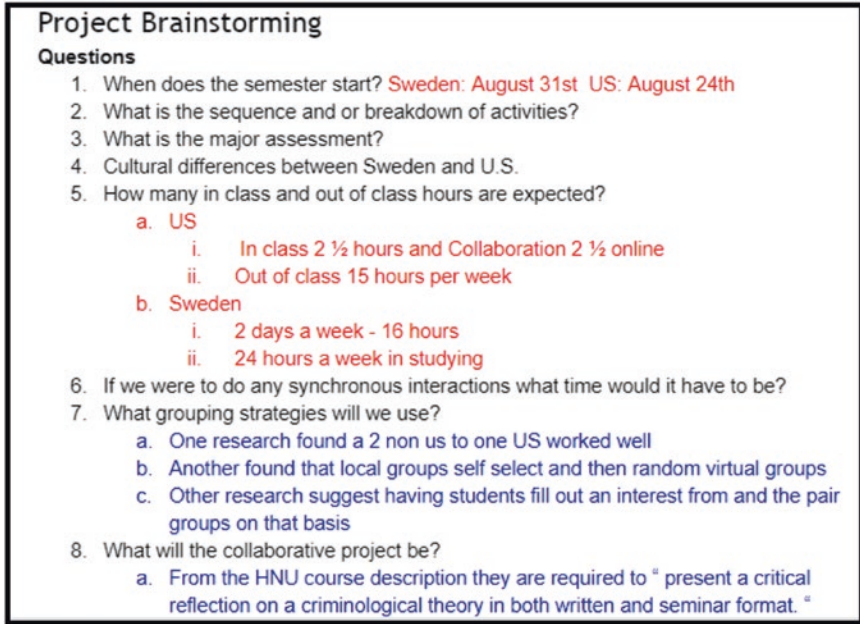 Project Brainstorming
Questions
1. When does the semester start? Sweden: August 31st US: August 24th
2. What is the sequence and or breakdown of activities?
3. What is the major assessment?
4. Cultural differences between Sweden and U.S.
5. How many in class and out of class hours are expected?
a. US
i. In class 2 ½ hours and Collaboration 2 ½ online
ii. Out of class 15 hours per week
b. Sweden
i. 2 days a week - 16 hours
ii. 24 hours a week in studying
6. If we were to do any synchronous interactions what time would it have to be?
7. What grouping strategies will we use?
a. One research found a 2 non us to one US worked well
b. Another found that local groups self select and then random virtual groups
c. Other research suggest having students fill out an interest from and the pair
groups on that basis
8. What will the collaborative project be?
a. From the HNU course description they are required to “ present a critical
reflection on a criminological theory in both written and seminar format. “